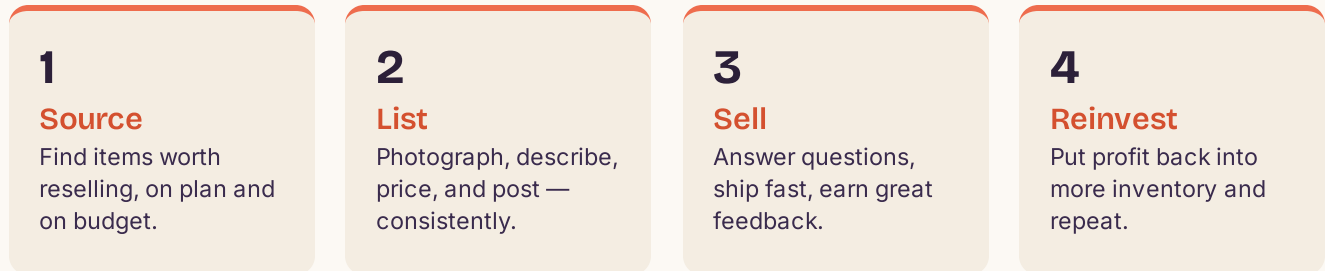 1
Source
Find items worth
reselling, on plan and
on budget.
2
List
Photograph, describe,
price, and post —
consistently.
3
Sell
Answer questions,
ship fast, earn great
feedback.
4
Reinvest
Put profit back into
more inventory and
repeat.